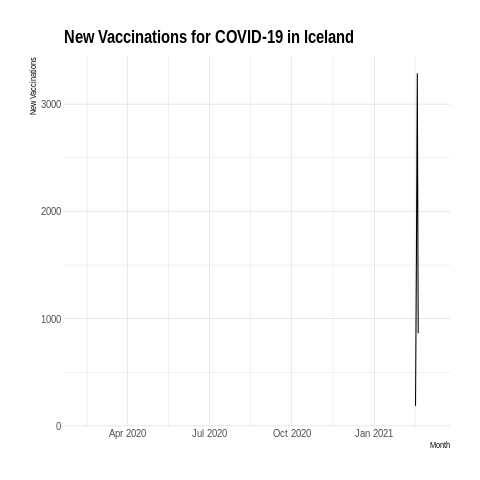 New Vaccinations for COVID-19 in Iceland
New Vaccinations
3000
2000
1000
0
Apr 2020 Jul 2020 Oct 2020 Jan 2021
Month